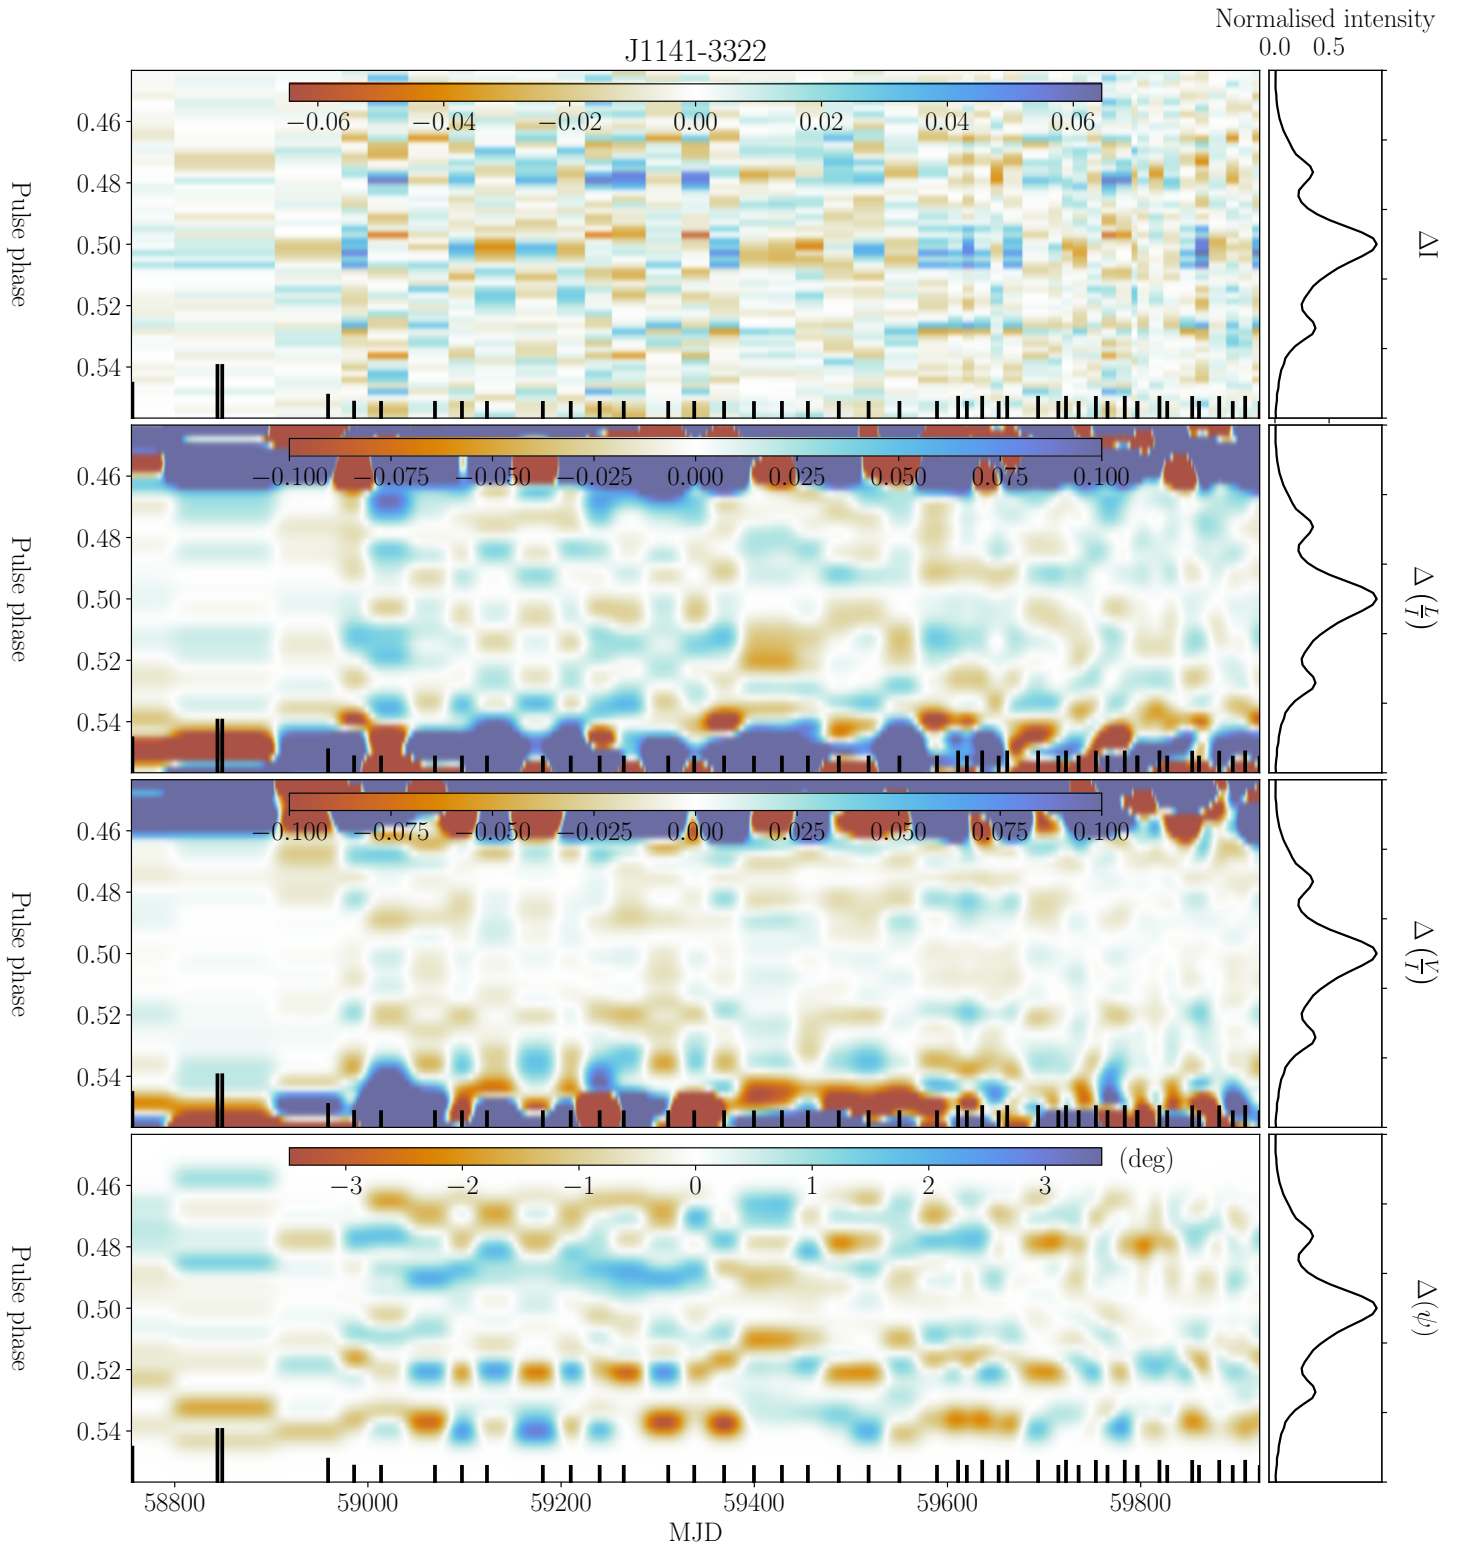 Normalised intensity
0.0 0.5
J1141-3322
−0.06 −0.04 −0.02 0.00 0.02 0.04 0.06
0.46
0.48
0.50
0.52
0.54
Pulse phase
ΔI
−0.100 −0.075 −0.050 −0.025 0.000 0.025 0.050 0.075 0.100
0.46
0.48
0.50
0.52
0.54
Pulse phase
Δ (L/I)
−0.100 −0.075 −0.050 −0.025 0.000 0.025 0.050 0.075 0.100
0.46
0.48
0.50
0.52
0.54
Pulse phase
Δ (V/I)
(deg)
−3 −2 −1 0 1 2 3
0.46
0.48
0.50
0.52
0.54
Pulse phase
Δ(ψ)
58800 59000 59200 59400 59600 59800
MJD